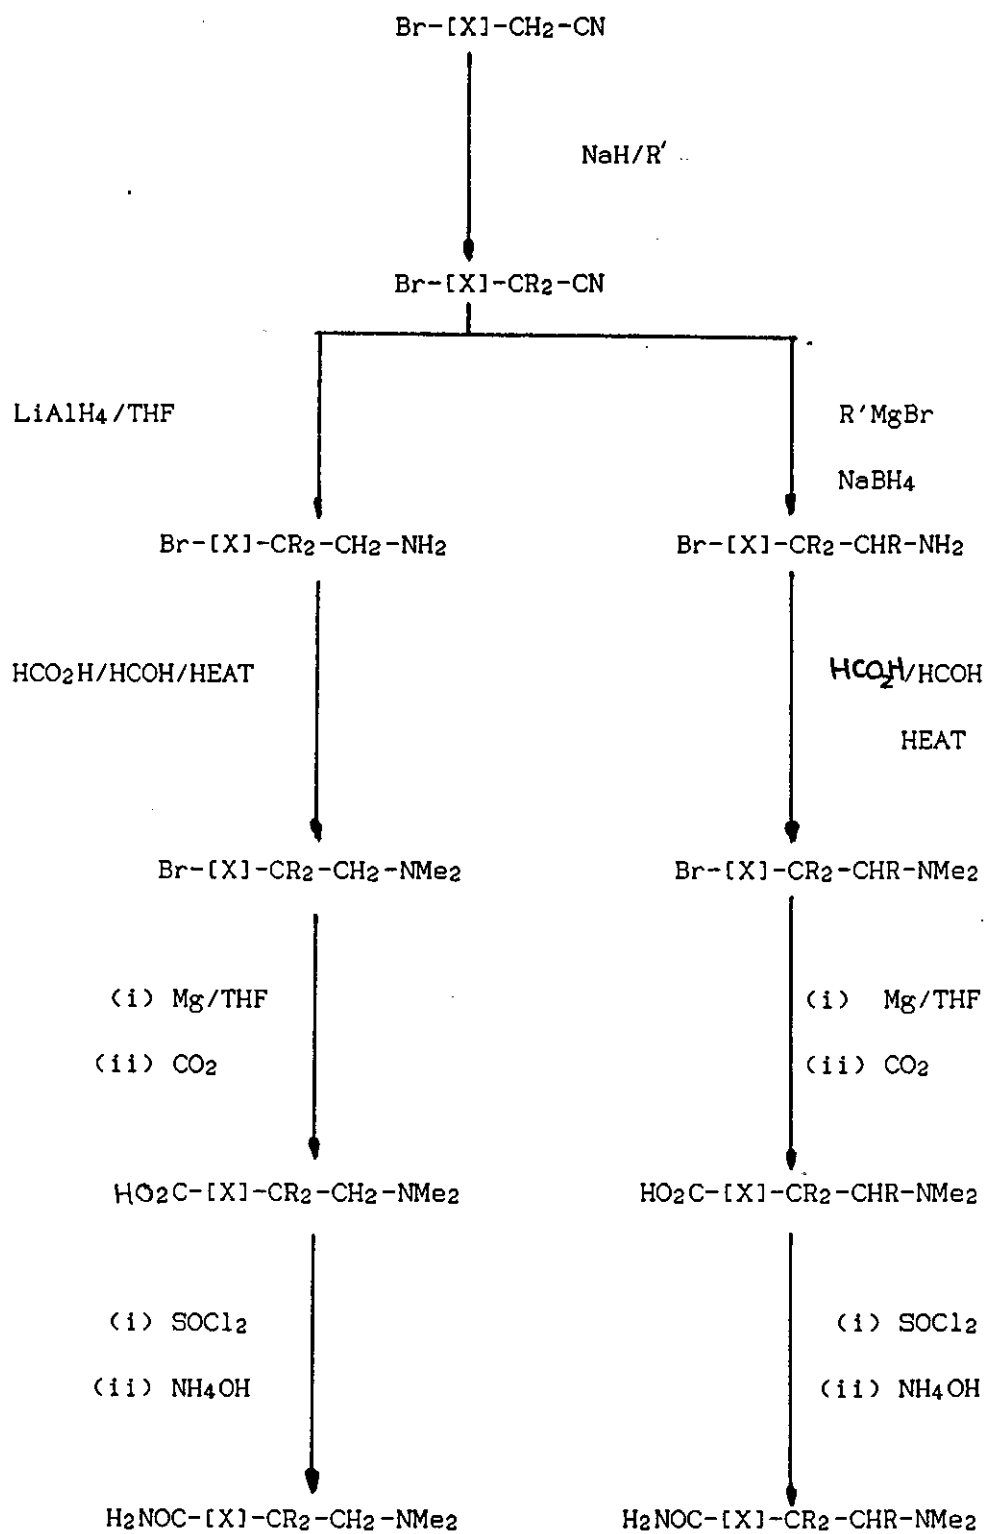 Br-[X]-CH2-CN
NaH/R'
Br-[X]-CR2-CN
LiAlH4/THF
R'MgBr
NaBH4
Br-[X]-CR2-CH2-NH2
Br-[X]-CR2-CHR-NH2
HCO2H/HCOH/HEAT
HCO2H/HCOH
HEAT
Br-[X]-CR2-CH2-NMe2
Br-[X]-CR2-CHR-NMe2
(i) Mg/THF
(i) Mg/THF
(ii) CO2
(ii) CO2
HO2C-[X]-CR2-CH2-NMe2
HO2C-[X]-CR2-CHR-NMe2
(i) SOCl2
(i) SOCl2
(ii) NH4OH
(ii) NH4OH
H2NOC-[X]-CR2-CH2-NMe2
H2NOC-[X]-CR2-CHR-NMe2